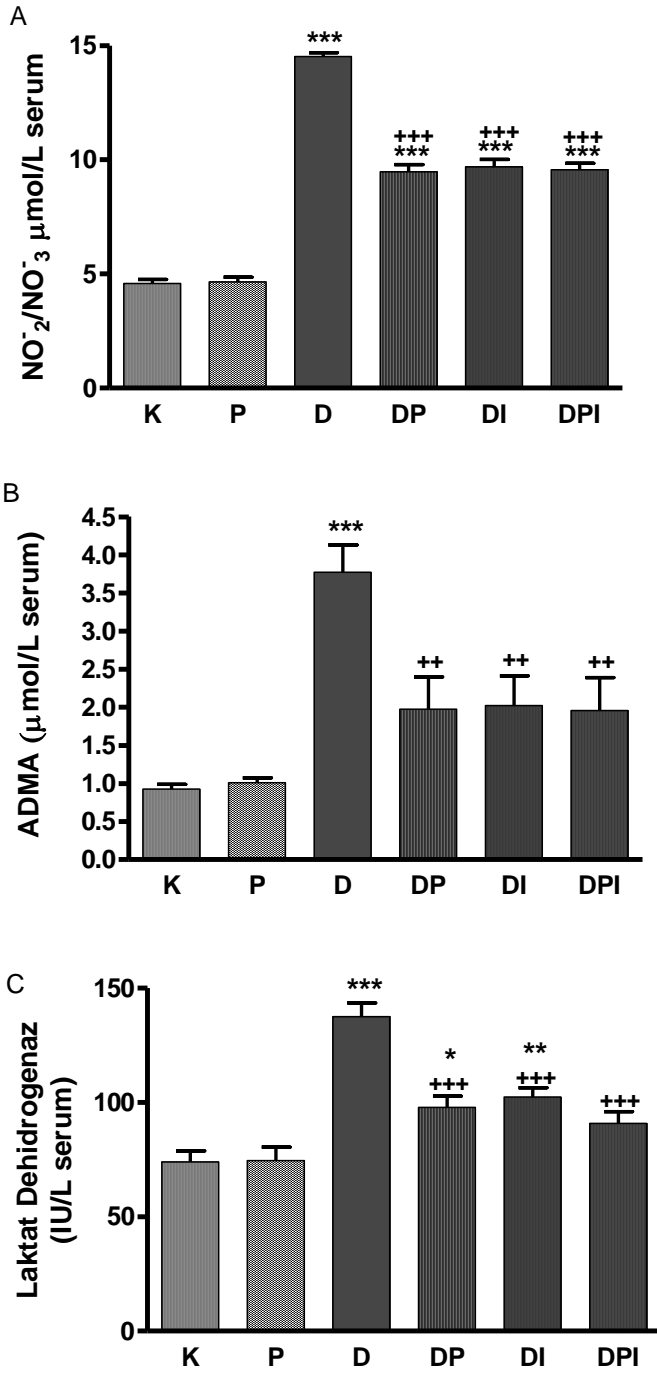 A
NO⁻₂/NO⁻₃ μmol/L serum
15
10
5
0
***
+++
***
+++
***
+++
***
K P D DP DI DPI
B
ADMA (μmol/L serum)
4.5
4.0
3.5
3.0
2.5
2.0
1.5
1.0
0.5
0.0
***
++ ++ ++
K P D DP DI DPI
C
Laktat Dehidrogenaz
(IU/L serum)
150
100
50
0
***
*
+++
**
+++
+++
K P D DP DI DPI